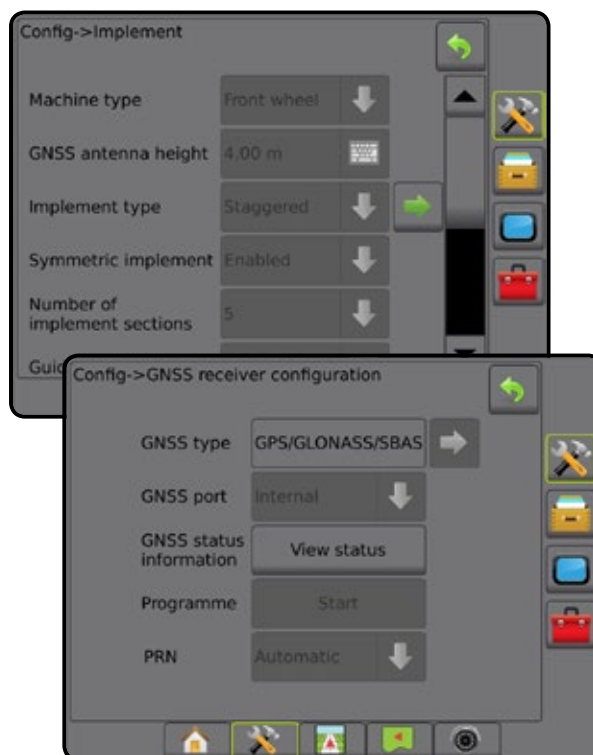 Config->Implement
Machine type Front wheel
GNSS antenna height 4.00 m
Implement type Staggered
Symmetric implement Enabled
Number of
implement sections 5
Guid
Config->GNSS receiver configuration
GNSS type GPS/GLONASS/SBAS
GNSS port Internal
GNSS status
information View status
Programme Start
PRN Automatic